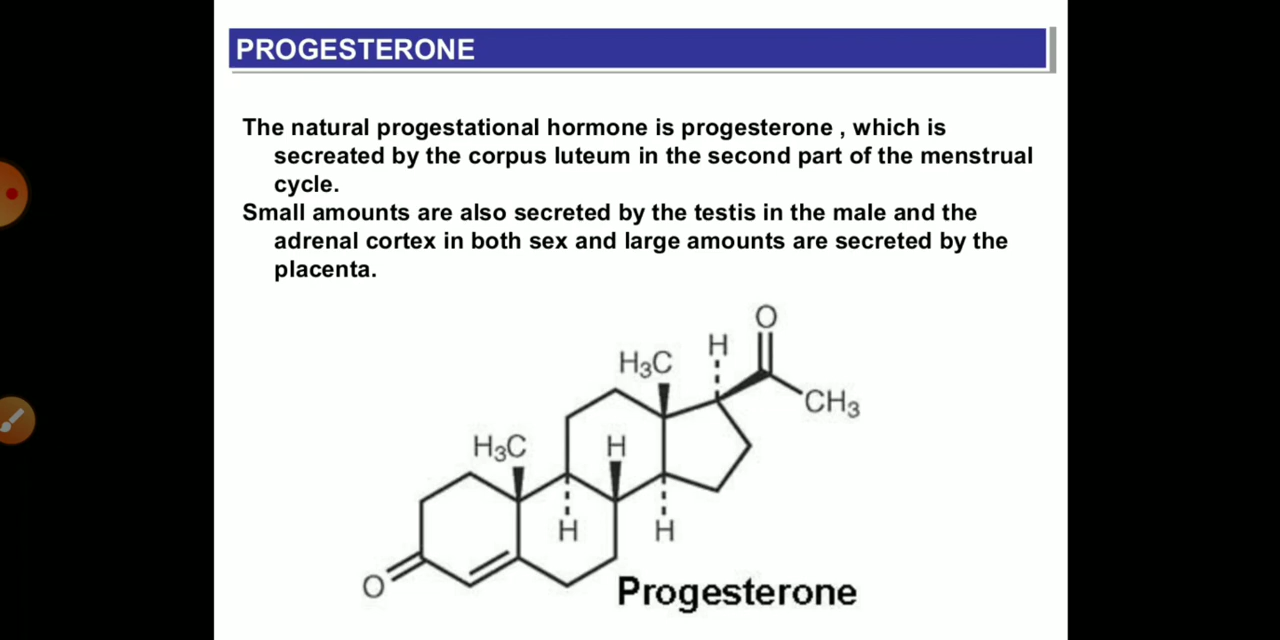 PROGESTERONE
The natural progestational hormone is progesterone , which is
secreated by the corpus luteum in the second part of the menstrual
cycle.
Small amounts are also secreted by the testis in the male and the
adrenal cortex in both sex and large amounts are secreted by the
placenta.
O
H
H₃C
CH₃
H₃C
H
H
H
O
Progesterone